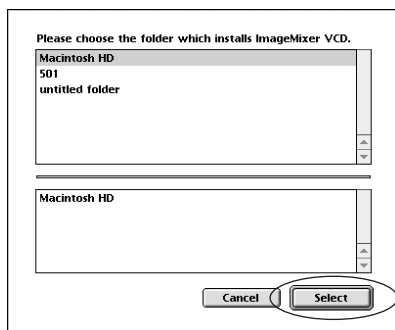 Please choose the folder which installs ImageMixer VCD.
Macintosh HD
501
untitled folder
Macintosh HD
Cancel
Select